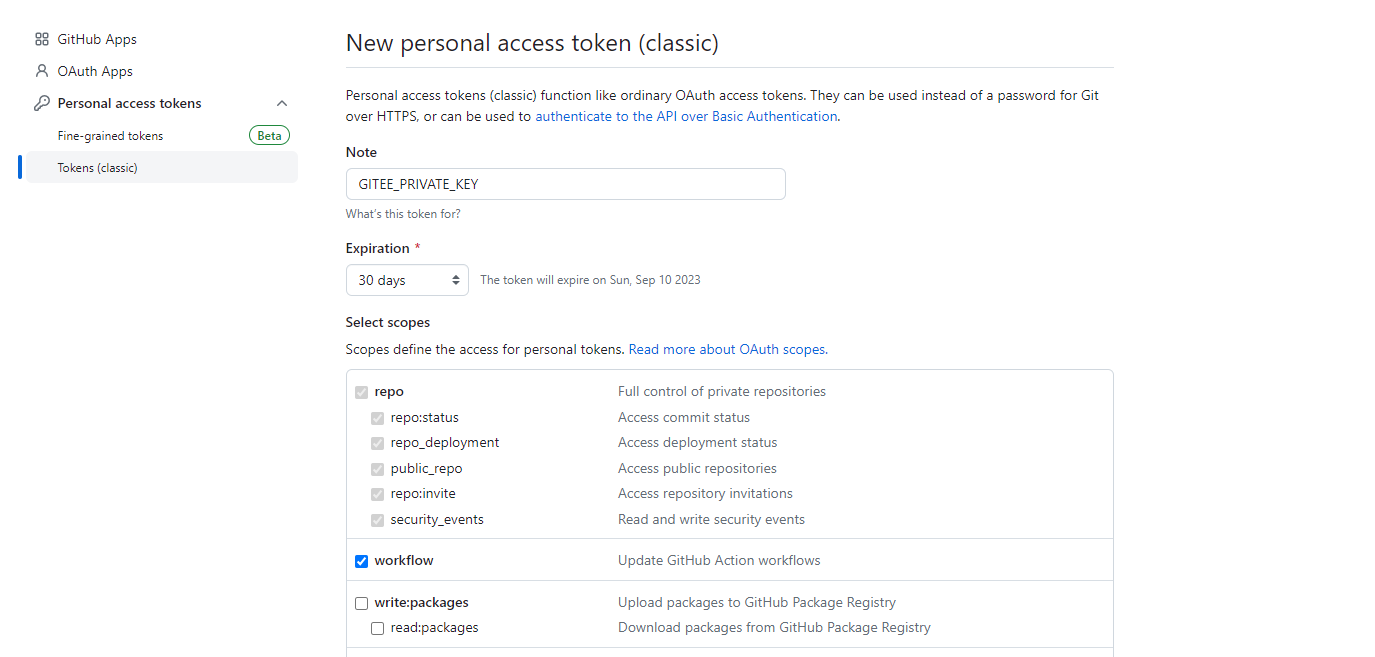 GitHub Apps
OAuth Apps
Personal access tokens
Fine-grained tokens Beta
Tokens (classic)
New personal access token (classic)
Personal access tokens (classic) function like ordinary OAuth access tokens. They can be used instead of a password for Git
over HTTPS, or can be used to authenticate to the API over Basic Authentication.
Note
GITEE_PRIVATE_KEY
What's this token for?
Expiration *
30 days The token will expire on Sun, Sep 10 2023
Select scopes
Scopes define the access for personal tokens. Read more about OAuth scopes.
repo Full control of private repositories
repo:status Access commit status
repo_deployment Access deployment status
public_repo Access public repositories
repo:invite Access repository invitations
security_events Read and write security events
workflow Update GitHub Action workflows
write:packages Upload packages to GitHub Package Registry
read:packages Download packages from GitHub Package Registry